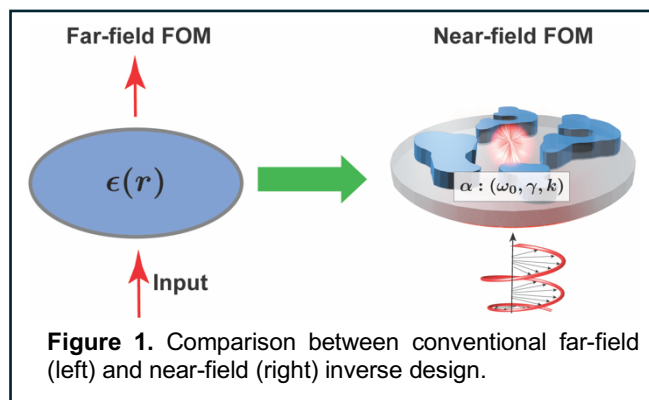 Far-field FOM
Near-field FOM
ϵ(r)
α : (ω₀, γ, k)
Input
Figure 1. Comparison between conventional far-field
(left) and near-field (right) inverse design.